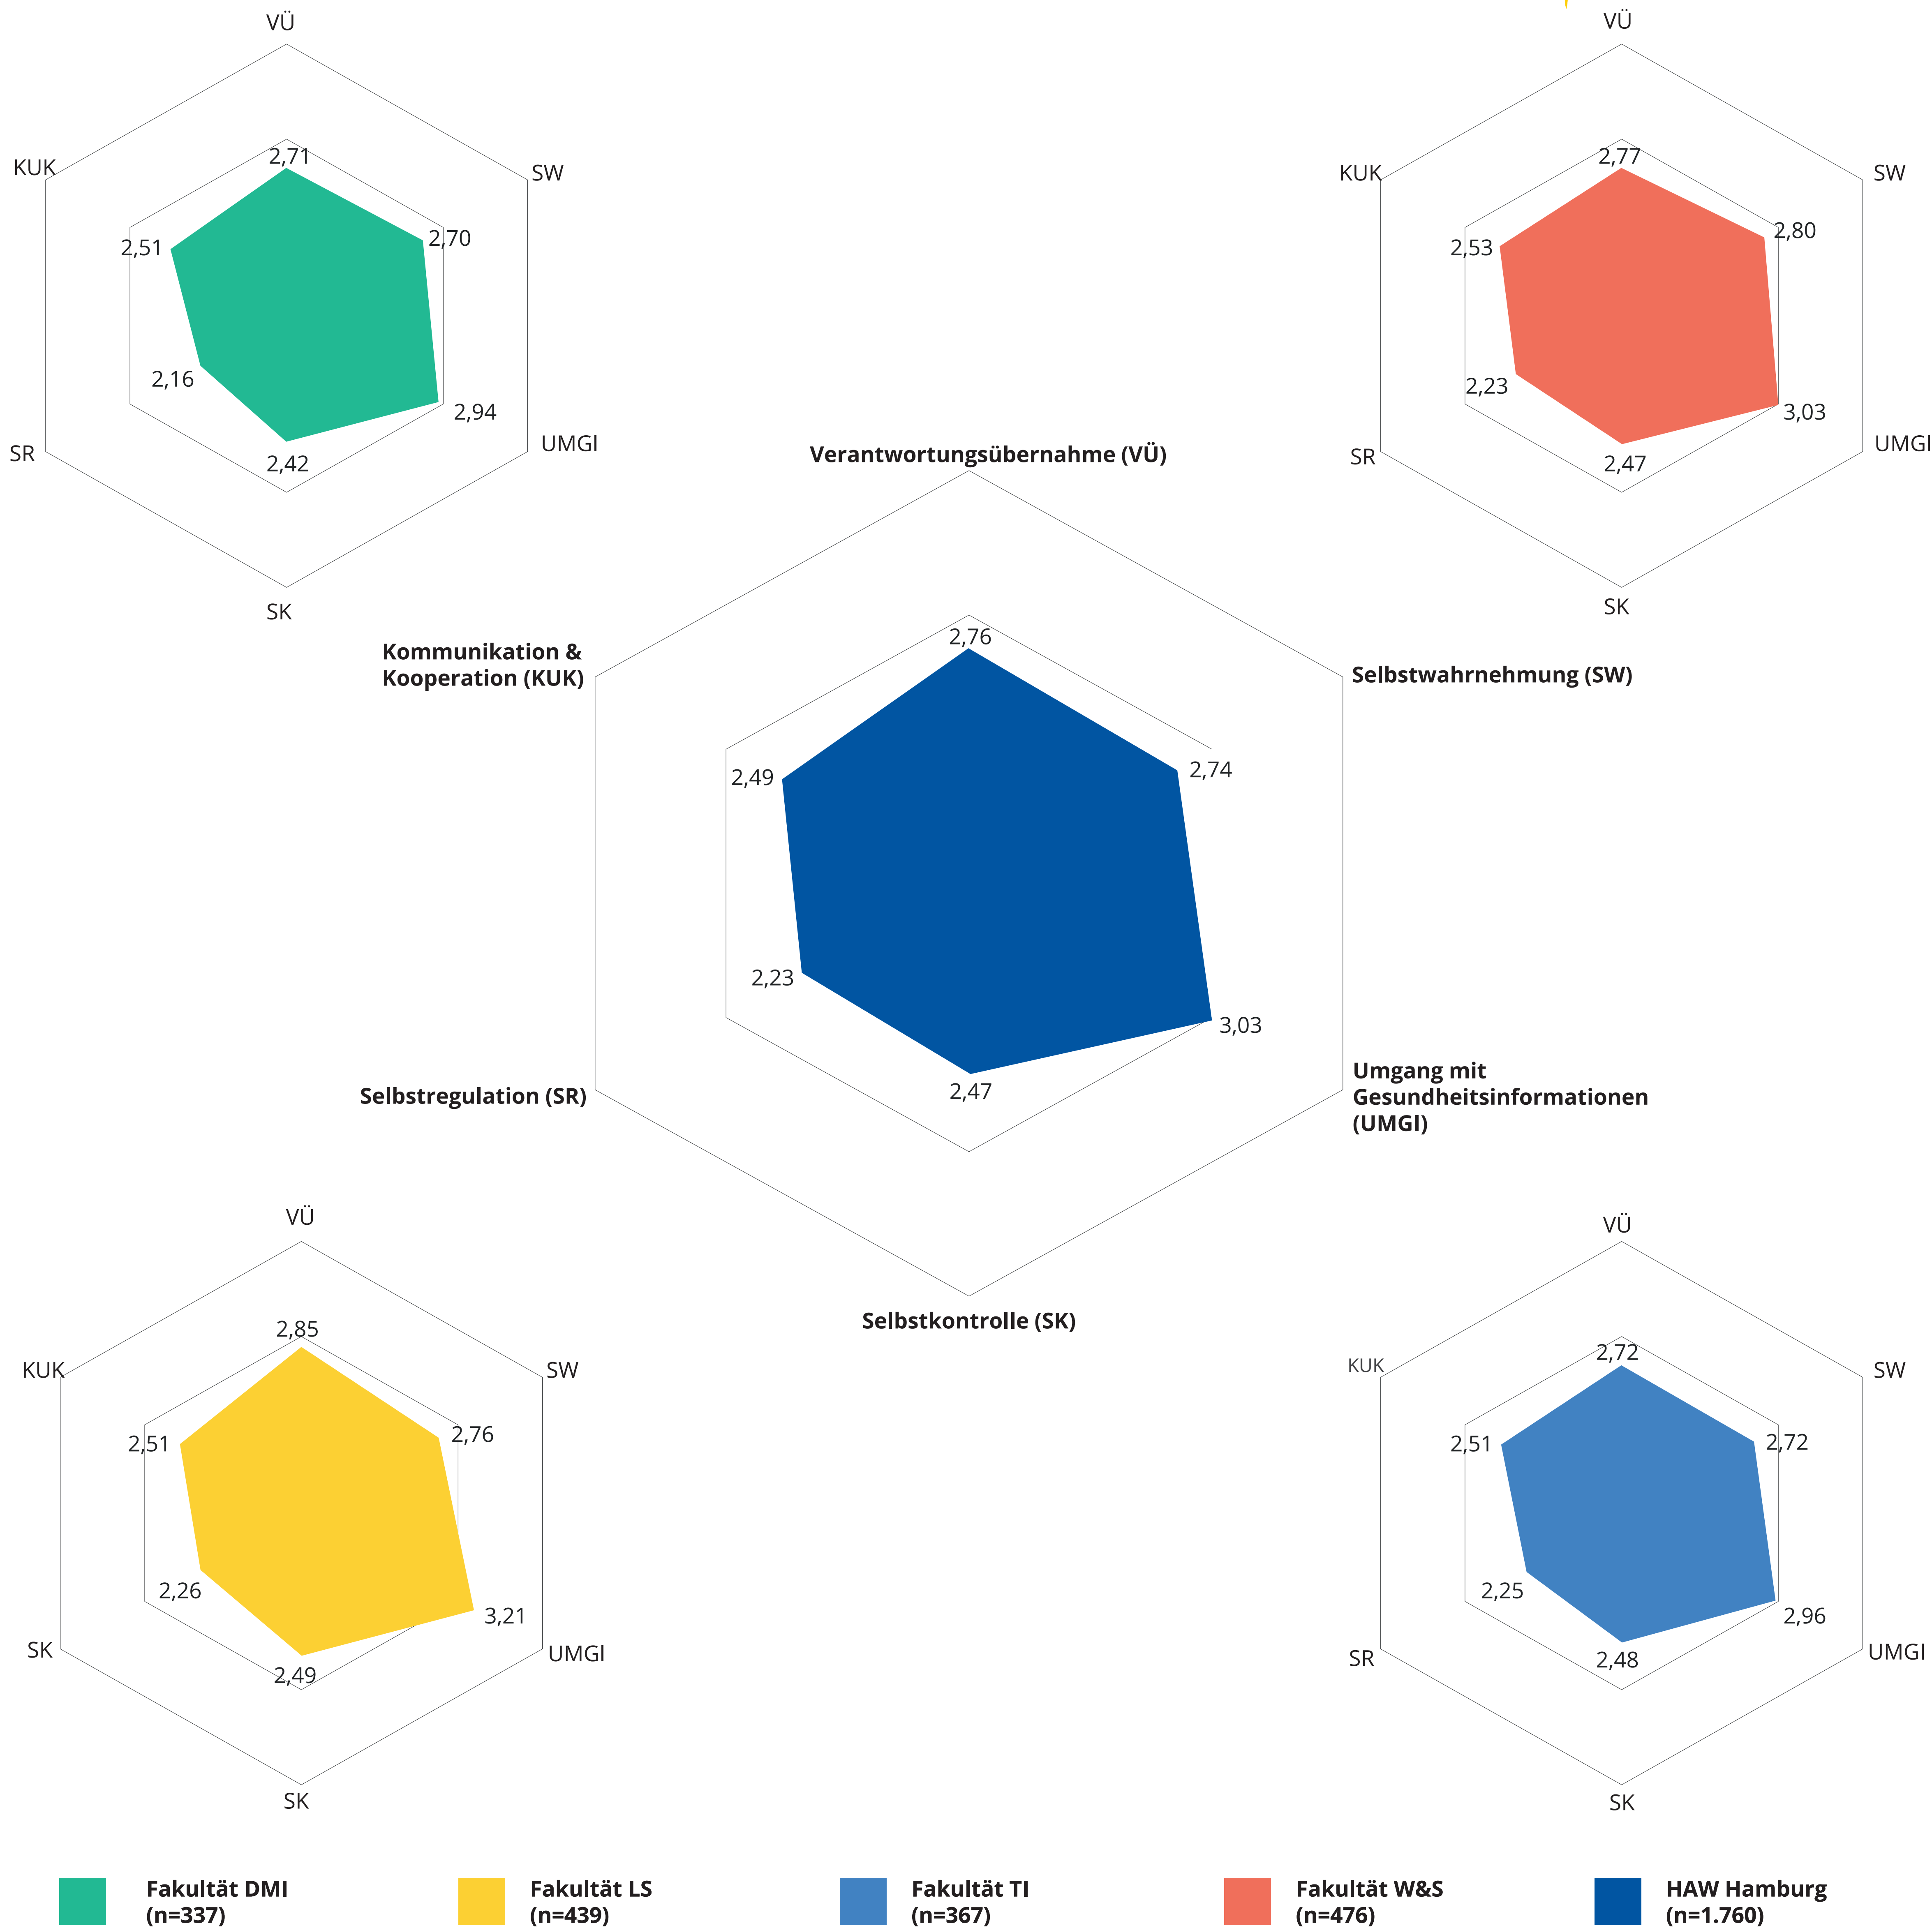 VÜ
KUK
SW
2,71
2,51
2,70
2,16
2,94
2,42
SR
UMGI
SK
VÜ
KUK
SW
2,77
2,53
2,80
2,23
3,03
2,47
SR
UMGI
SK
Verantwortungsübernahme (VÜ)
Kommunikation &
Kooperation (KUK)
Selbstwahrnehmung (SW)
2,76
2,49
2,74
2,23
3,03
2,47
Selbstregulation (SR)
Umgang mit
Gesundheitsinformationen
(UMGI)
Selbstkontrolle (SK)
VÜ
KUK
SW
2,85
2,51
2,76
2,26
3,21
2,49
SK
UMGI
SK
VÜ
KUK
SW
2,72
2,51
2,72
2,25
2,96
2,48
SR
UMGI
SK
Fakultät DMI
(n=337)
Fakultät LS
(n=439)
Fakultät TI
(n=367)
Fakultät W&S
(n=476)
HAW Hamburg
(n=1.760)